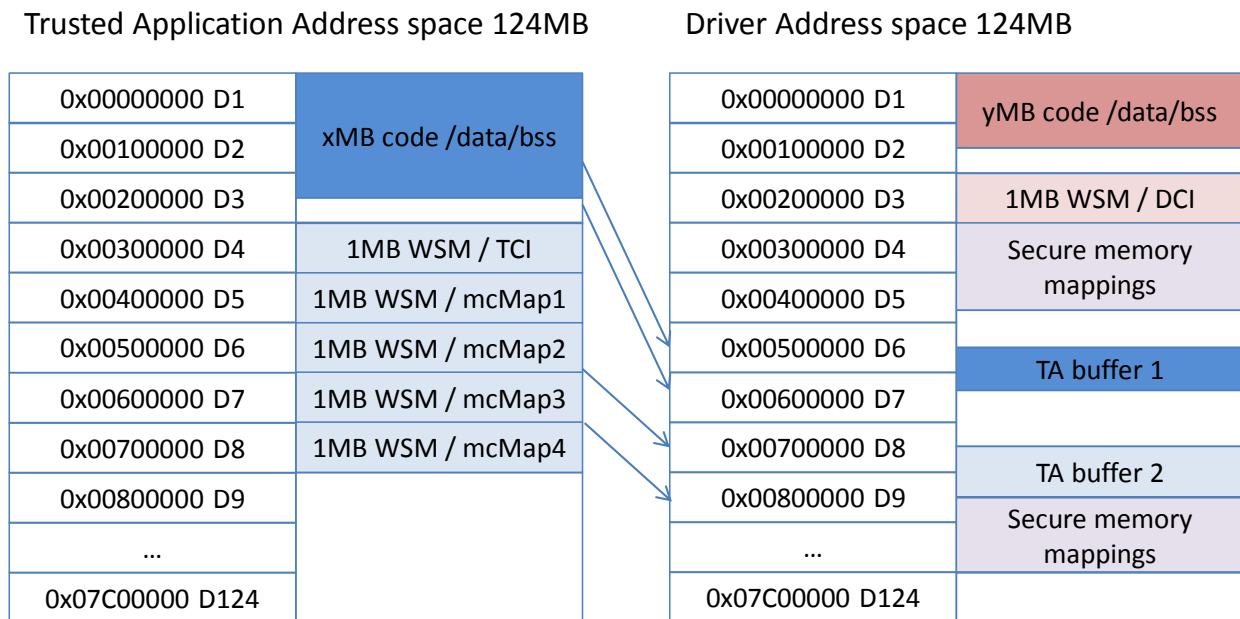 Trusted Application Address space 124MB
Driver Address space 124MB
0x00000000 D1
0x00100000 D2
0x00200000 D3
0x00300000 D4
0x00400000 D5
0x00500000 D6
0x00600000 D7
0x00700000 D8
0x00800000 D9
...
0x07C00000 D124
xMB code /data/bss
1MB WSM / TCI
1MB WSM / mcMap1
1MB WSM / mcMap2
1MB WSM / mcMap3
1MB WSM / mcMap4
0x00000000 D1
0x00100000 D2
0x00200000 D3
0x00300000 D4
0x00400000 D5
0x00500000 D6
0x00600000 D7
0x00700000 D8
0x00800000 D9
...
0x07C00000 D124
yMB code /data/bss
1MB WSM / DCI
Secure memory
mappings
TA buffer 1
TA buffer 2
Secure memory
mappings